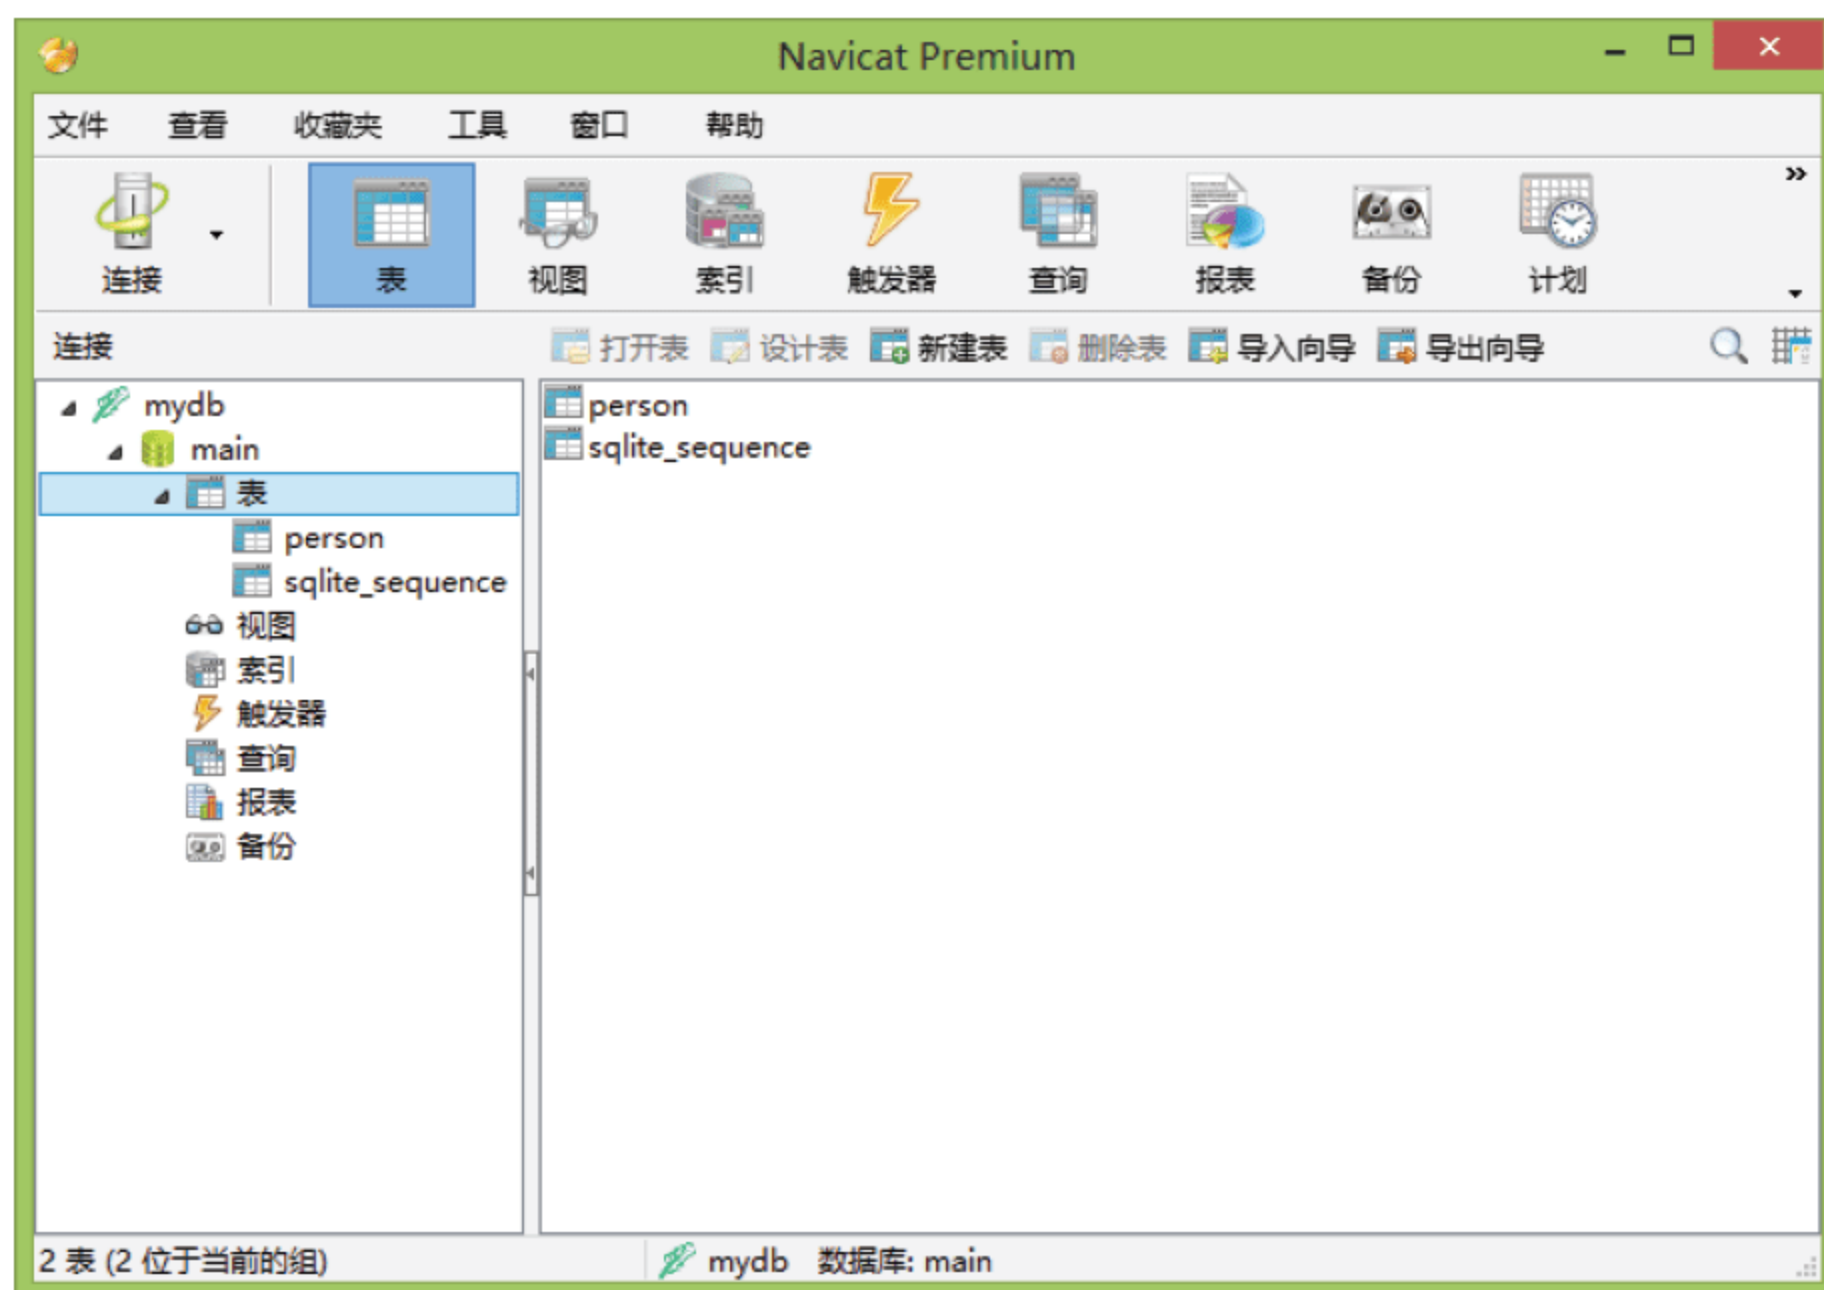 Navicat Premium
文件 查看 收藏夹 工具 窗口 帮助
连接 表 视图 索引 触发器 查询 报表 备份 计划
连接 打开表 设计表 新建表 删除表 导入向导 导出向导
mydb
main
表
person
sqlite_sequence
视图
索引
触发器
查询
报表
备份
person
sqlite_sequence
2 表 (2 位于当前的组) mydb 数据库: main